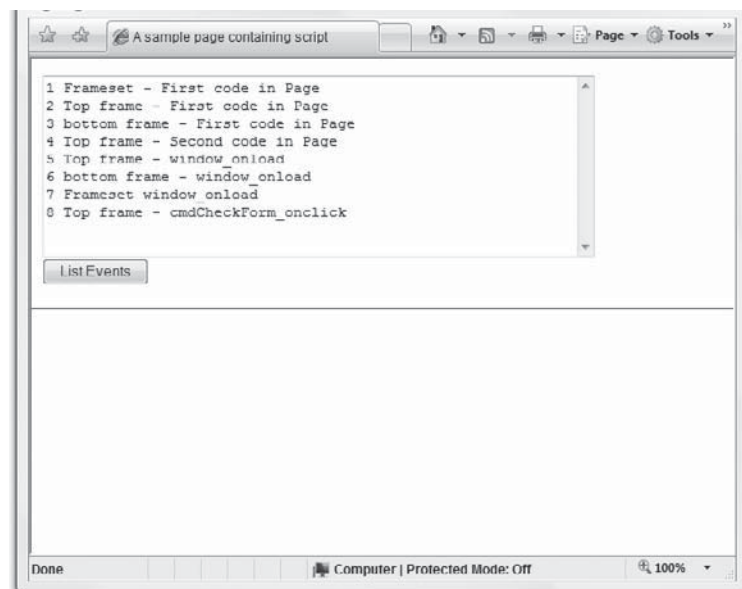 A sample page containing script
Page
Tools
1 Frameset - First code in Page
2 Top frame - First code in Page
3 bottom frame - First code in Page
4 Top frame - Second code in Page
5 Top frame - window_onload
6 bottom frame - window_onload
7 Frameset window_onload
8 Top frame - cmdCheckForm_onclick
List Events
Done
Computer | Protected Mode: Off
100%